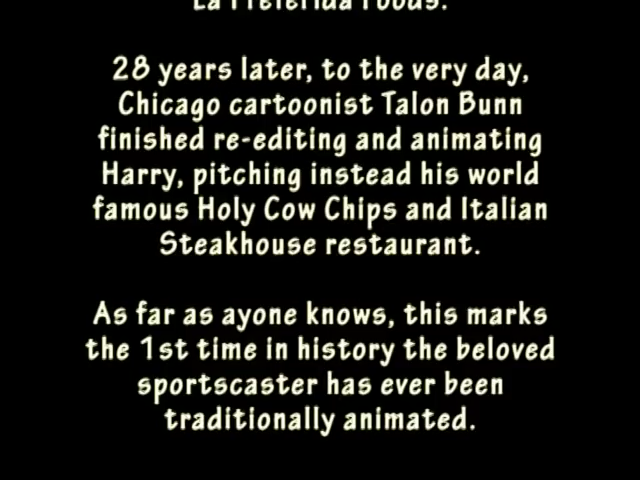 La Preferida Foods.
28 years later, to the very day,
Chicago cartoonist Talon Bunn
finished re-editing and animating
Harry, pitching instead his world
famous Holy Cow Chips and Italian
Steakhouse restaurant.
As far as ayone knows, this marks
the 1st time in history the beloved
sportscaster has ever been
traditionally animated.